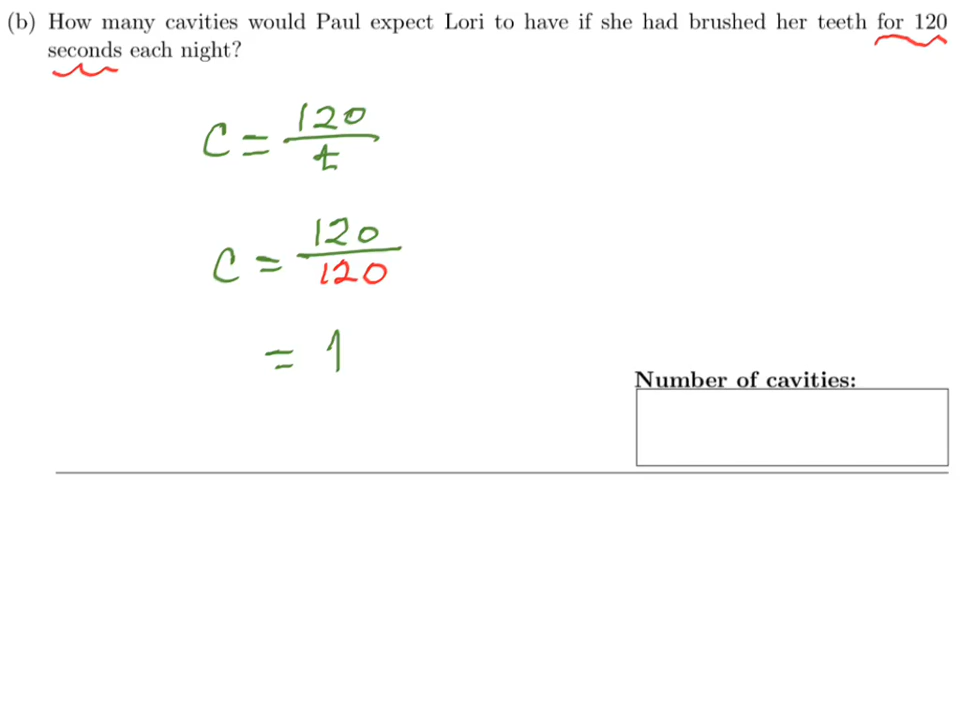 (b) How many cavities would Paul expect Lori to have if she had brushed her teeth for 120
seconds each night?
C = 120/t
C = 120/120
= 1
Number of cavities: